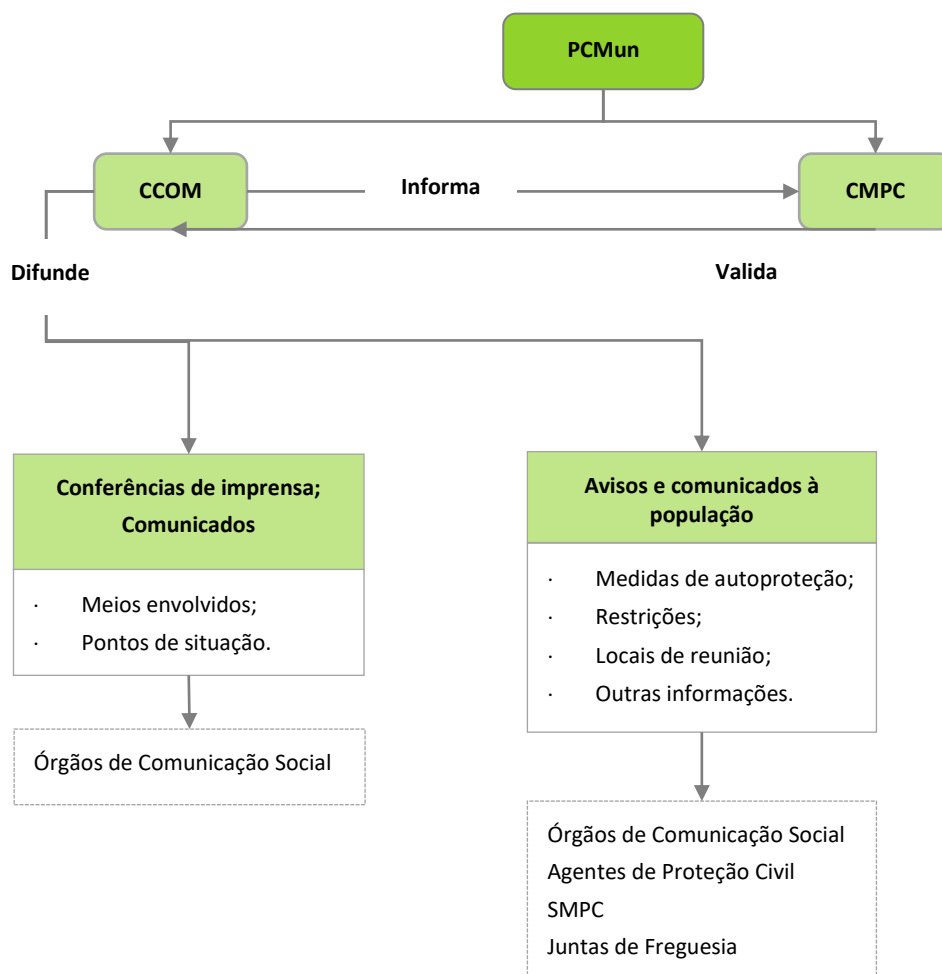 PCMun
CCOM
Informa
CMPC
Difunde
Valida
Conferências de imprensa;
Comunicados
· Meios envolvidos;
· Pontos de situação.
Órgãos de Comunicação Social
Avisos e comunicados à
população
· Medidas de autoproteção;
· Restrições;
· Locais de reunião;
· Outras informações.
Órgãos de Comunicação Social
Agentes de Proteção Civil
SMPC
Juntas de Freguesia